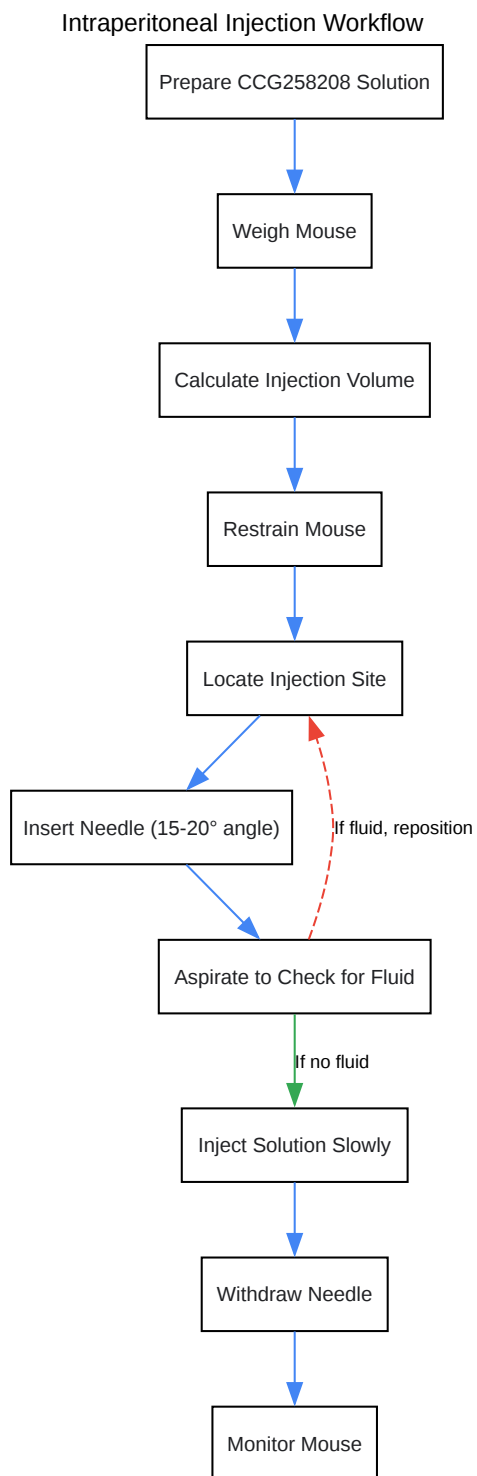 Intraperitoneal Injection Workflow
Prepare CCG258208 Solution
Weigh Mouse
Calculate Injection Volume
Restrain Mouse
Locate Injection Site
Insert Needle (15-20° angle)
If fluid, reposition
Aspirate to Check for Fluid
If no fluid
Inject Solution Slowly
Withdraw Needle
Monitor Mouse